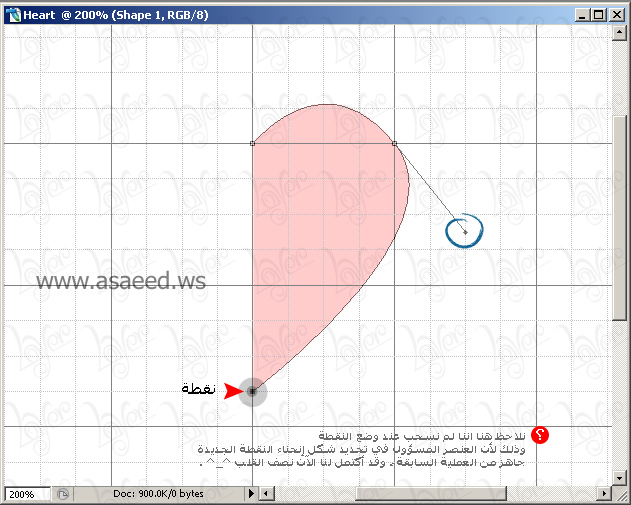 Heart @ 200% (Shape 1, RGB/8)
www.asaeed.ws
نقطة
؟
نلاحظ هنا اننا لم نسحب عند وضع النقطة
وذلك لأن العنصر المسؤول في تحديد شكل إنحناء النقطة الجديدة
جاهز من العملية السابقة . وقد أكتمل لنا الآن نصف القلب ^_^ .
200%
Doc: 900.0K/0 bytes